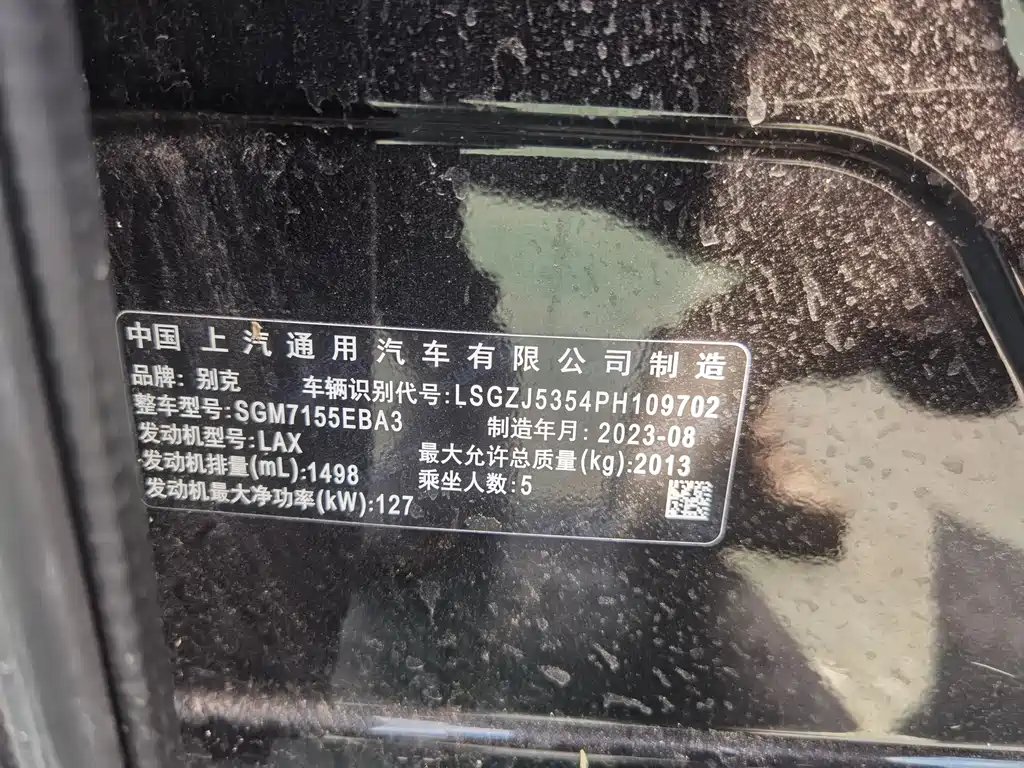 中国 上汽通用汽车有限公司制造
品牌: 别克 车辆识别代号:LSGZJ5354PH109702
整车型号:SGM7155EBA3 制造年月: 2023-08
发动机型号:LAX 最大允许总质量(kg):2013
发动机排量(mL):1498 乘坐人数:5
发动机最大净功率(kW):127